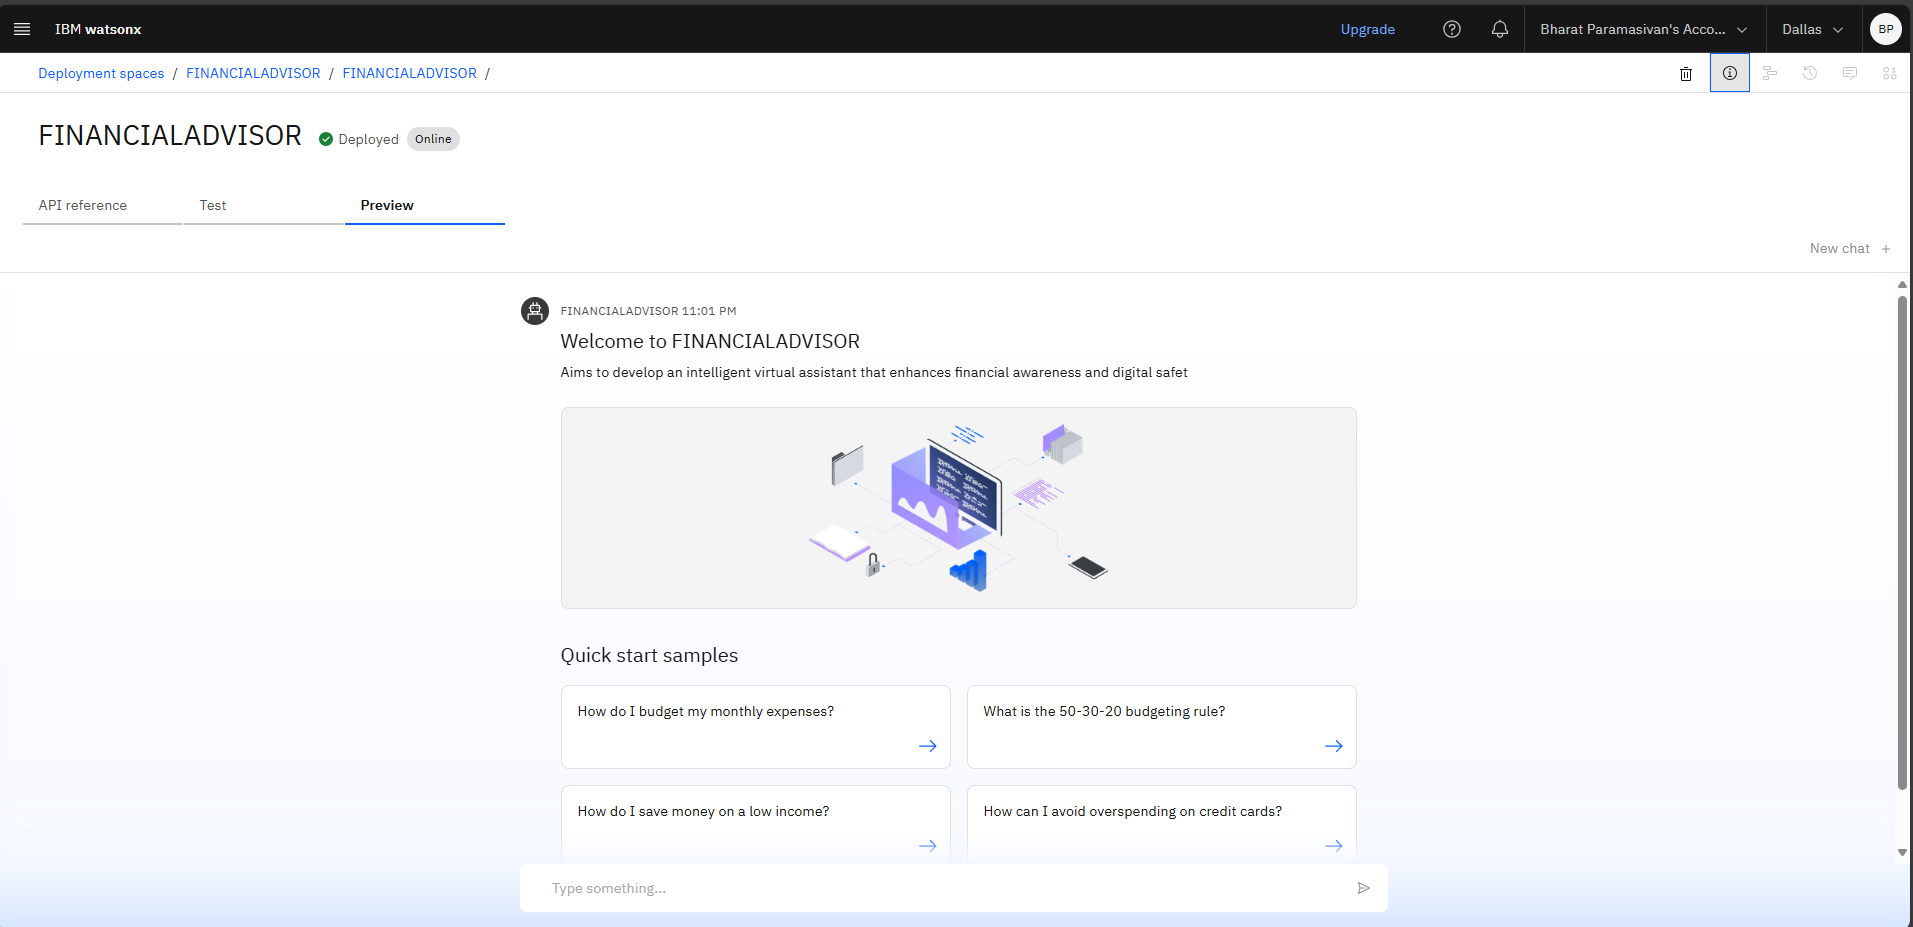 IBM watsonx
Upgrade
Bharat Paramasivan's Acco...
Dallas
BP
Deployment spaces / FINANCIALADVISOR / FINANCIALADVISOR /
FINANCIALADVISOR
Deployed
Online
API reference
Test
Preview
New chat +
FINANCIALADVISOR 11:01 PM
Welcome to FINANCIALADVISOR
Aims to develop an intelligent virtual assistant that enhances financial awareness and digital safet
Quick start samples
How do I budget my monthly expenses?
What is the 50-30-20 budgeting rule?
How do I save money on a low income?
How can I avoid overspending on credit cards?
Type something...